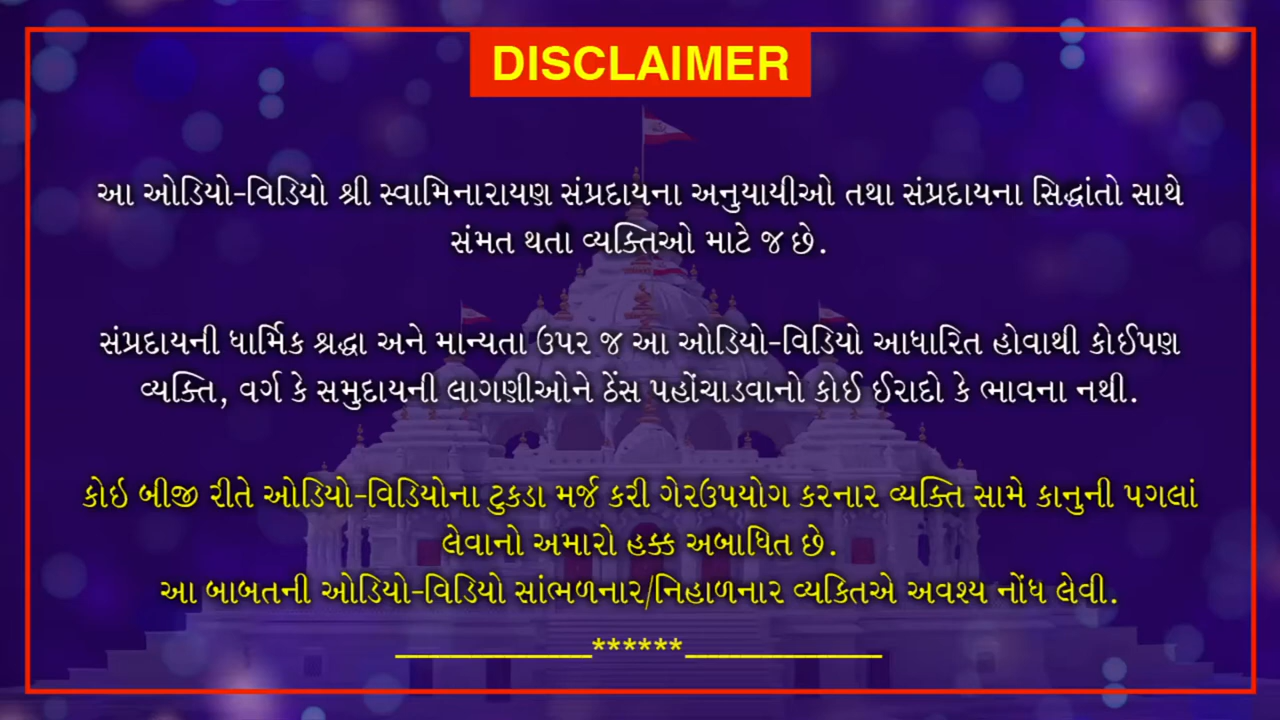 DISCLAIMER
આ ઓડિયો-વિડિયો શ્રી સ્વામિનારાયણ સંપ્રદાયના અનુયાયીઓ તથા સંપ્રદાયના સિદ્ધાંતો સાથે
સંમત થતા વ્યક્તિઓ માટે જ છે.
સંપ્રદાયની ધાર્મિક શ્રદ્ધા અને માન્યતા ઉપર જ આ ઓડિયો-વિડિયો આધારિત હોવાથી કોઈપણ
વ્યક્તિ, વર્ગ કે સમુદાયની લાગણીઓને ઠેંસ પહોંચાડવાનો કોઈ ઈરાદો કે ભાવના નથી.
કોઇ બીજી રીતે ઓડિયો-વિડિયોના ટુકડા મર્જ કરી ગેરઉપયોગ કરનાર વ્યક્તિ સામે કાનુની પગલાં
લેવાનો અમારો હક્ક અબાધિત છે.
આ બાબતની ઓડિયો-વિડિયો સાંભળનાર/નિહાળનાર વ્યકિતએ અવશ્ય નોંધ લેવી.
______________******______________